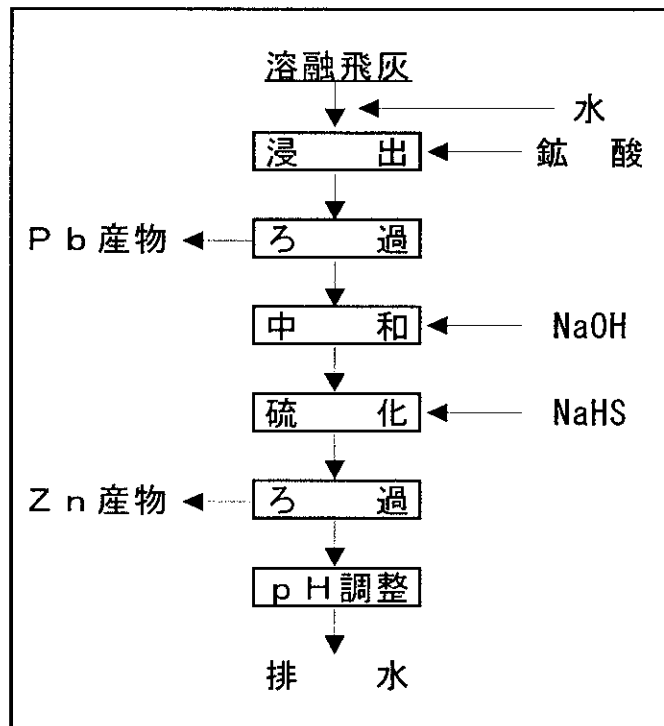 溶融飛灰
水
浸 出
鉱 酸
Pb産物
ろ 過
中 和
NaOH
硫 化
NaHS
Zn産物
ろ 過
pH調整
排 水